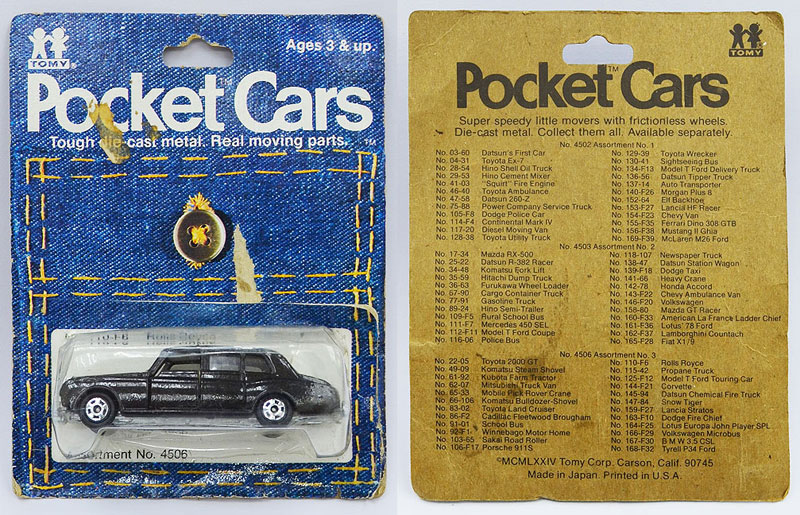 TOMY
Ages 3 & up.
Pocket Cars
Tough die-cast metal. Real moving parts.™
Assortment No. 4506
TOMY
Pocket Cars™
Super speedy little movers with frictionless wheels.
Die-cast metal. Collect them all. Available separately.
No. 4502 Assortment No. 1
No. 03-60 Datsun's First Car
No. 04-31 Toyota Ex-7
No. 28-54 Hino Shell Oil Truck
No. 29-53 Hino Cement Mixer
No. 41-03 "Squirt" Fire Engine
No. 46-40 Toyota Ambulance
No. 47-58 Datsun 260-Z
No. 75-88 Power Company Service Truck
No. 105-F8 Dodge Police Car
No. 114-F4 Continental Mark IV
No. 117-20 Diesel Moving Van
No. 128-38 Toyota Utility Truck
No. 129-39 Toyota Wrecker
No. 130-41 Sightseeing Bus
No. 134-F13 Model T Ford Delivery Truck
No. 136-56 Datsun Tipper Truck
No. 137-14 Auto Transporter
No. 140-F26 Morgan Plus 8
No. 152-64 Elf Backhoe
No. 153-F27 Lancia HF Racer
No. 154-F23 Chevy Van
No. 155-F35 Ferrari Dino 308 GTB
No. 156-F38 Mustang II Ghia
No. 169-F39 McLaren M26 Ford
No. 4503 Assortment No. 2
No. 17-34 Mazda RX-500
No. 25-22 Datsun R-382 Racer
No. 34-48 Komatsu Fork Lift
No. 35-59 Hitachi Dump Truck
No. 36-63 Furukawa Wheel Loader
No. 67-90 Cargo Container Truck
No. 77-91 Gasoline Truck
No. 89-24 Hino Semi-Trailer
No. 109-F5 Rural School Bus
No. 111-F7 Mercedes 450 SEL
No. 112-F11 Model T Ford Coupe
No. 116-06 Police Bus
No. 118-107 Newspaper Truck
No. 138-47 Datsun Station Wagon
No. 139-F18 Dodge Taxi
No. 141-66 Heavy Crane
No. 142-78 Honda Accord
No. 143-F22 Chevy Ambulance Van
No. 146-F20 Volkswagen
No. 158-80 Mazda GT Racer
No. 160-F33 American La France Ladder Chief
No. 161-F36 Lotus '78 Ford
No. 162-F37 Lamborghini Countach
No. 165-F28 Fiat X1/9
No. 4506 Assortment No. 3
No. 22-05 Toyota 2000 GT
No. 49-09 Komatsu Steam Shovel
No. 61-92 Kubota Farm Tractor
No. 62-07 Mitsubishi Truck Van
No. 65-33 Mobile Pick Rover Crane
No. 66-106 Komatsu Bulldozer-Shovel
No. 83-02 Toyota Land Cruiser
No. 86-F2 Cadillac Fleetwood Brougham
No. 91-01 School Bus
No. 92-F1 Winnebago Motor Home
No. 103-65 Sakai Road Roller
No. 106-F17 Porsche 911S
No. 110-F6 Rolls Royce
No. 115-42 Propane Truck
No. 125-F12 Model T Ford Touring Car
No. 144-F21 Corvette
No. 145-94 Datsun Chemical Fire Truck
No. 147-84 Snow Tiger
No. 159-F27 Lancia Stratos
No. 163-F10 Dodge Fire Chief
No. 164-F25 Lotus Europa John Player SPL
No. 166-F29 Volkswagen Microbus
No. 167-F30 B M W 3.5 CSL
No. 168-F32 Tyrell P34 Ford
©MCMLXXIV Tomy Corp. Carson, Calif. 90745
Made in Japan. Printed in U.S.A.